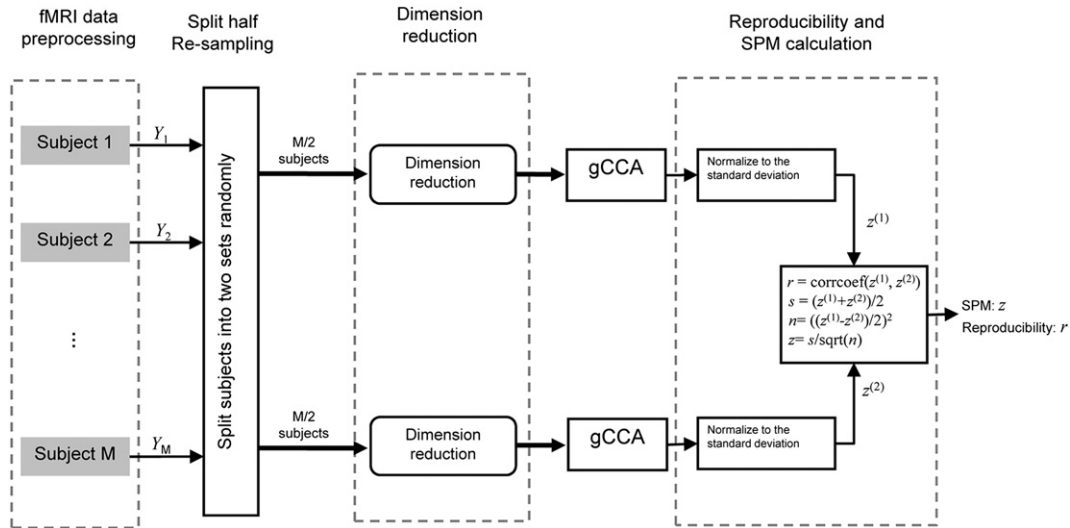 fMRI data
preprocessing
Split half
Re-sampling
Dimension
reduction
Reproducibility and
SPM calculation
Subject 1
Y₁
Subject 2
Y₂
...
Subject M
Y_M
Split subjects into two sets randomly
M/2
subjects
Dimension
reduction
gCCA
Normalize to the
standard deviation
z⁽¹⁾
r = corrcoef(z⁽¹⁾, z⁽²⁾)
s = (z⁽¹⁾+z⁽²⁾)/2
n= ((z⁽¹⁾-z⁽²⁾)/2)²
z= s/sqrt(n)
SPM: z
Reproducibility: r
z⁽²⁾
M/2
subjects
Dimension
reduction
gCCA
Normalize to the
standard deviation